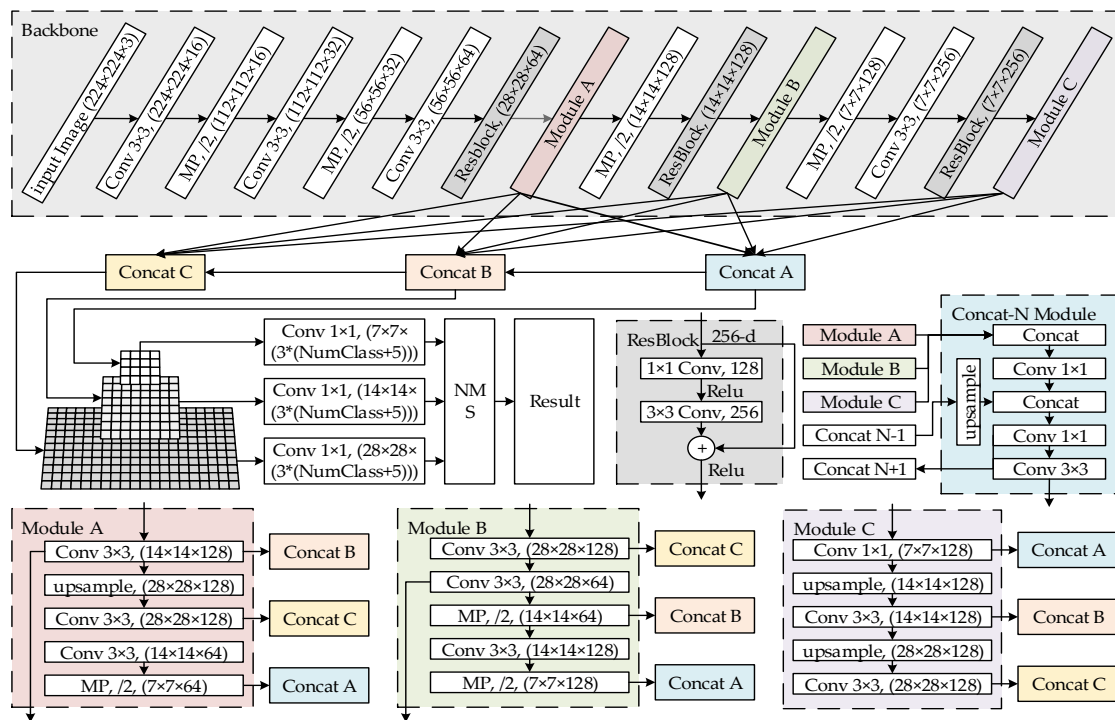 Backbone
input Image (224×224×3)
Conv 3×3, (224×224×16)
MP, /2, (112×112×16)
Conv 3×3, (112×112×32)
MP, /2, (56×56×32)
Conv 3×3, (56×56×64)
Resblock, (28×28×64)
Module A
MP, /2, (14×14×128)
ResBlock, (14×14×128)
Module B
MP, /2, (7×7×128)
Conv 3×3, (7×7×256)
ResBlock, (7×7×256)
Module C
Concat C
Concat B
Concat A
Conv 1×1, (7×7×
(3*(NumClass+5)))
Conv 1×1, (14×14×
(3*(NumClass+5)))
Conv 1×1, (28×28×
(3*(NumClass+5)))
NM
S
Result
ResBlock
256-d
1×1 Conv, 128
Relu
3×3 Conv, 256
+
Relu
Module A
Module B
Module C
Concat N-1
Concat N+1
Concat-N Module
Concat
Conv 1×1
upsample
Concat
Conv 1×1
Conv 3×3
Module A
Conv 3×3, (14×14×128)
upsample, (28×28×128)
Conv 3×3, (28×28×128)
Conv 3×3, (14×14×64)
MP, /2, (7×7×64)
Concat B
Concat C
Concat A
Module B
Conv 3×3, (28×28×128)
Conv 3×3, (28×28×64)
MP, /2, (14×14×64)
Conv 3×3, (14×14×128)
MP, /2, (7×7×128)
Concat C
Concat B
Concat A
Module C
Conv 1×1, (7×7×128)
upsample, (14×14×128)
Conv 3×3, (14×14×128)
upsample, (28×28×128)
Conv 3×3, (28×28×128)
Concat A
Concat B
Concat C